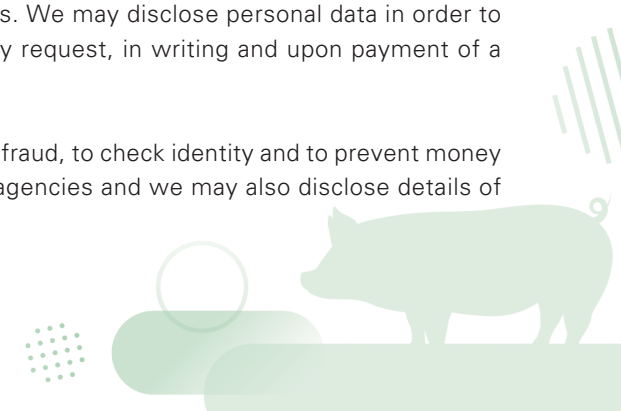 s. We may disclose personal data in order to
y request, in writing and upon payment of a
fraud, to check identity and to prevent money
agencies and we may also disclose details of